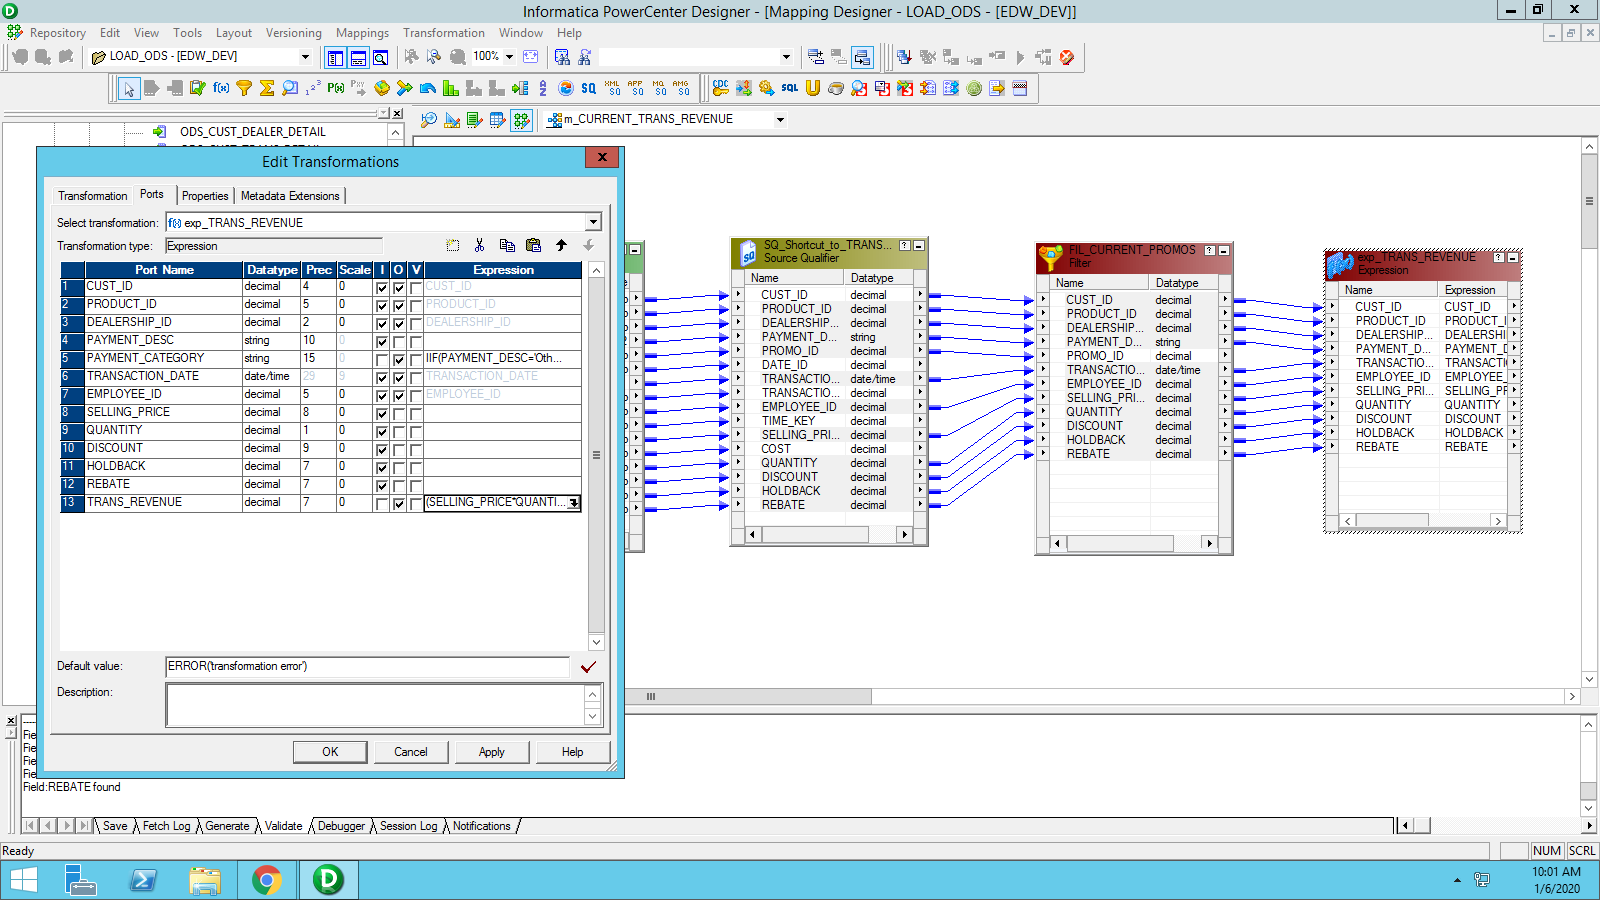 Informatica PowerCenter Designer - [Mapping Designer - LOAD_ODS - [EDW_DEV]]
Repository Edit View Tools Layout Versioning Mappings Transformation Window Help
LOAD_ODS - [EDW_DEV]
100%
m_CURRENT_TRANS_REVENUE
ODS_CUST_DEALER_DETAIL
Edit Transformations
Transformation Ports Properties Metadata Extensions
Select transformation: f(x) exp_TRANS_REVENUE
Transformation type: Expression
Port Name Datatype Prec Scale I O V Expression
1 CUST_ID decimal 4 0 CUST_ID
2 PRODUCT_ID decimal 5 0 PRODUCT_ID
3 DEALERSHIP_ID decimal 2 0 DEALERSHIP_ID
4 PAYMENT_DESC string 10 0
5 PAYMENT_CATEGORY string 15 0 IIF(PAYMENT_DESC='Oth...
6 TRANSACTION_DATE date/time 29 9 TRANSACTION_DATE
7 EMPLOYEE_ID decimal 5 0 EMPLOYEE_ID
8 SELLING_PRICE decimal 8 0
9 QUANTITY decimal 1 0
10 DISCOUNT decimal 9 0
11 HOLDBACK decimal 7 0
12 REBATE decimal 7 0
13 TRANS_REVENUE decimal 7 0 (SELLING_PRICE*QUANTI...
Default value: ERROR('transformation error')
Description:
OK Cancel Apply Help
SQ_Shortcut_to_TRANS...
Source Qualifier
Name Datatype
CUST_ID decimal
PRODUCT_ID decimal
DEALERSHIP... decimal
PAYMENT_D... string
PROMO_ID decimal
DATE_ID decimal
TRANSACTIO... date/time
TRANSACTIO... decimal
EMPLOYEE_ID decimal
TIME_KEY decimal
SELLING_PRI... decimal
COST decimal
QUANTITY decimal
DISCOUNT decimal
HOLDBACK decimal
REBATE decimal
FIL_CURRENT_PROMOS
Filter
Name Datatype
CUST_ID decimal
PRODUCT_ID decimal
DEALERSHIP... decimal
PAYMENT_D... string
PROMO_ID decimal
TRANSACTIO... date/time
EMPLOYEE_ID decimal
SELLING_PRI... decimal
QUANTITY decimal
DISCOUNT decimal
HOLDBACK decimal
REBATE decimal
exp_TRANS_REVENUE
Expression
Name Expression
CUST_ID CUST_ID
PRODUCT_ID PRODUCT_I
DEALERSHIP... DEALERSHI
PAYMENT_D... PAYMENT_D
TRANSACTIO... TRANSACTI
EMPLOYEE_ID EMPLOYEE_
SELLING_PRI... SELLING_PF
QUANTITY QUANTITY
DISCOUNT DISCOUNT
HOLDBACK HOLDBACK
REBATE REBATE
Field:REBATE found
Save Fetch Log Generate Validate Debugger Session Log Notifications
Ready NUM SCRL
10:01 AM
1/6/2020